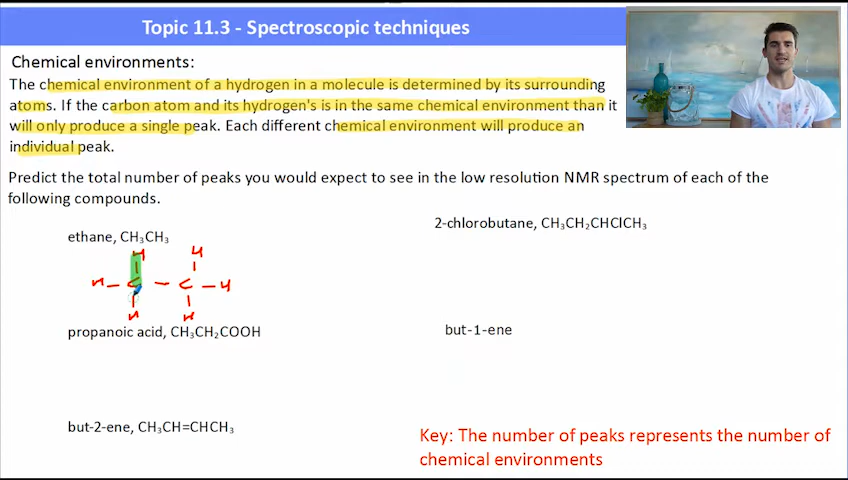 Topic 11.3 - Spectroscopic techniques
Chemical environments:
The chemical environment of a hydrogen in a molecule is determined by its surrounding
atoms. If the carbon atom and its hydrogen's is in the same chemical environment than it
will only produce a single peak. Each different chemical environment will produce an
individual peak.
Predict the total number of peaks you would expect to see in the low resolution NMR spectrum of each of the
following compounds.
ethane, CH₃CH₃
H H
H – C – C – H
H H
propanoic acid, CH₃CH₂COOH
but-2-ene, CH₃CH=CHCH₃
2-chlorobutane, CH₃CH₂CHClCH₃
but-1-ene
Key: The number of peaks represents the number of
chemical environments